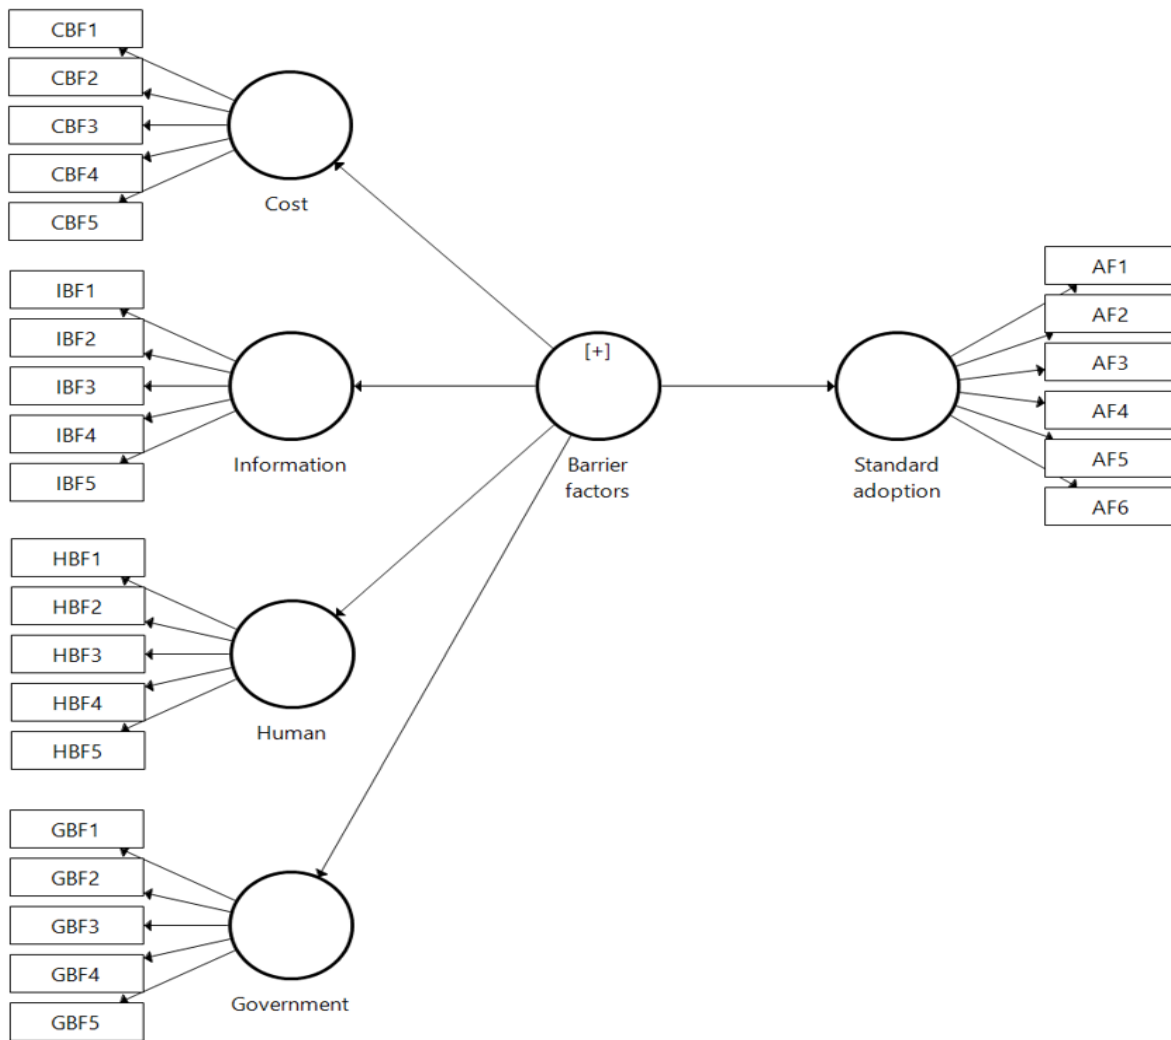 CBF1
CBF2
CBF3
CBF4
CBF5
Cost
IBF1
IBF2
IBF3
IBF4
IBF5
Information
HBF1
HBF2
HBF3
HBF4
HBF5
Human
GBF1
GBF2
GBF3
GBF4
GBF5
Government
[+]
Barrier
factors
Standard
adoption
AF1
AF2
AF3
AF4
AF5
AF6